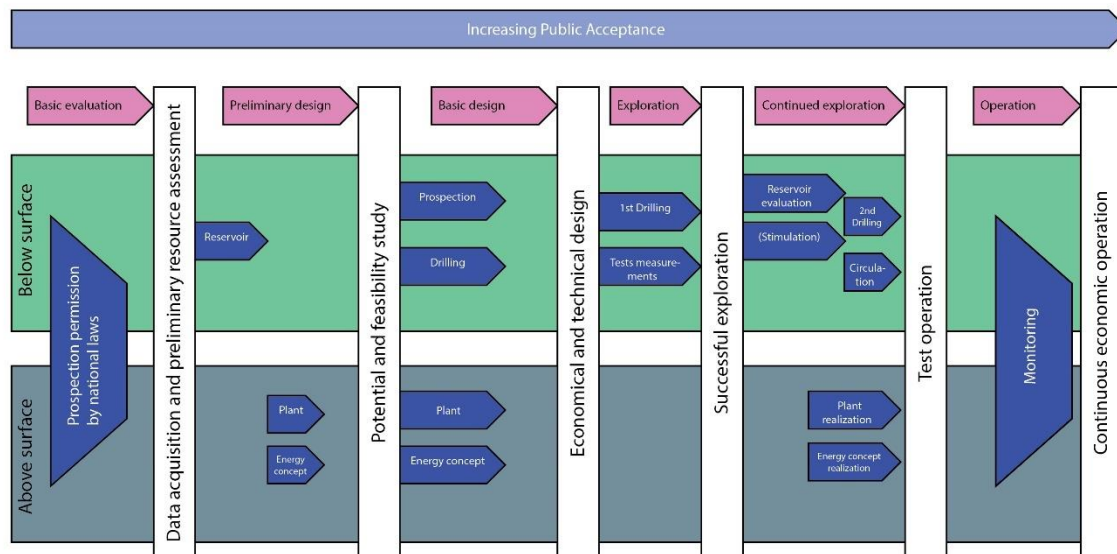 Increasing Public Acceptance
Basic evaluation
Preliminary design
Basic design
Exploration
Continued exploration
Operation
Below surface
Above surface
Prospection permission
by national laws
Data acquisition and preliminary resource assessment
Reservoir
Plant
Energy
concept
Potential and feasibility study
Prospection
Drilling
Plant
Energy concept
Economical and technical design
1st Drilling
Tests measure-
ments
Successful exploration
Reservoir
evaluation
(Stimulation)
2nd
Drilling
Circula-
tion
Plant
realization
Energy concept
realization
Test operation
Monitoring
Continuous economic operation